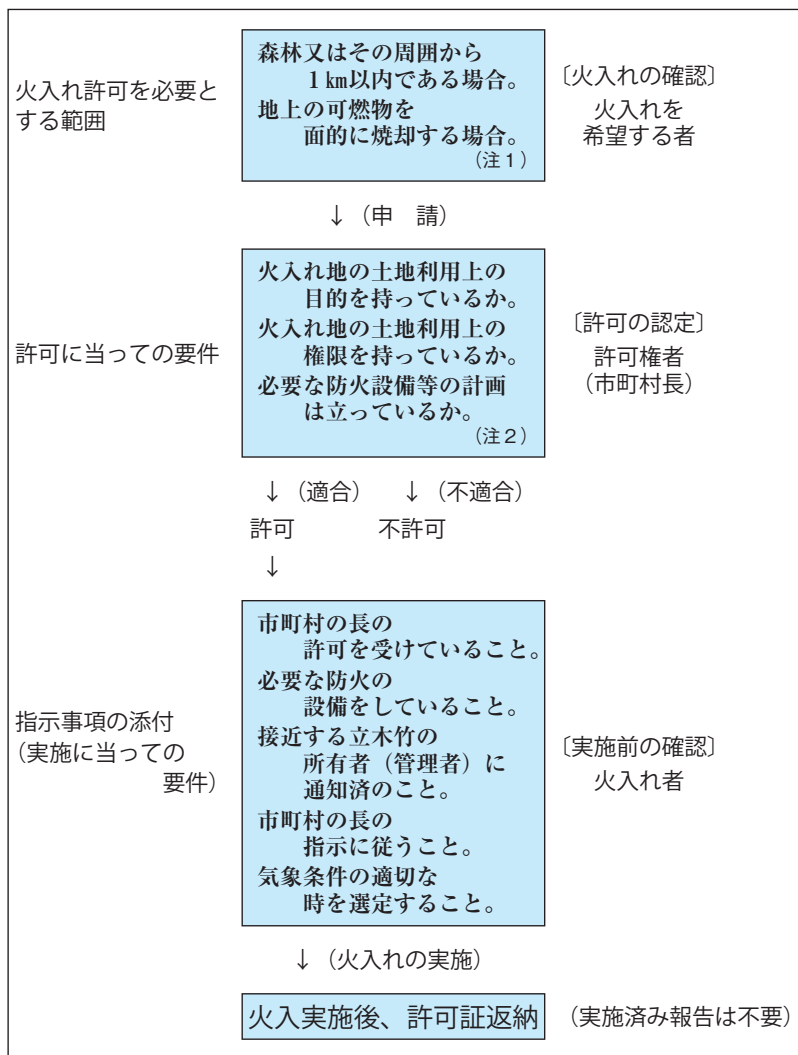 火入れ許可を必要と
する範囲
森林又はその周囲から
1㎞以内である場合。
地上の可燃物を
面的に焼却する場合。
（注１）
〔火入れの確認〕
火入れを
希望する者
↓（申　請）
許可に当っての要件
火入れ地の土地利用上の
目的を持っているか。
火入れ地の土地利用上の
権限を持っているか。
必要な防火設備等の計画
は立っているか。
（注２）
〔許可の認定〕
許可権者
（市町村長）
↓（適合）　↓（不適合）
許可　　　不許可
↓
指示事項の添付
（実施に当っての
要件）
市町村の長の
許可を受けていること。
必要な防火の
設備をしていること。
接近する立木竹の
所有者（管理者）に
通知済のこと。
市町村の長の
指示に従うこと。
気象条件の適切な
時を選定すること。
〔実施前の確認〕
火入れ者
↓（火入れの実施）
火入実施後、許可証返納　（実施済み報告は不要）